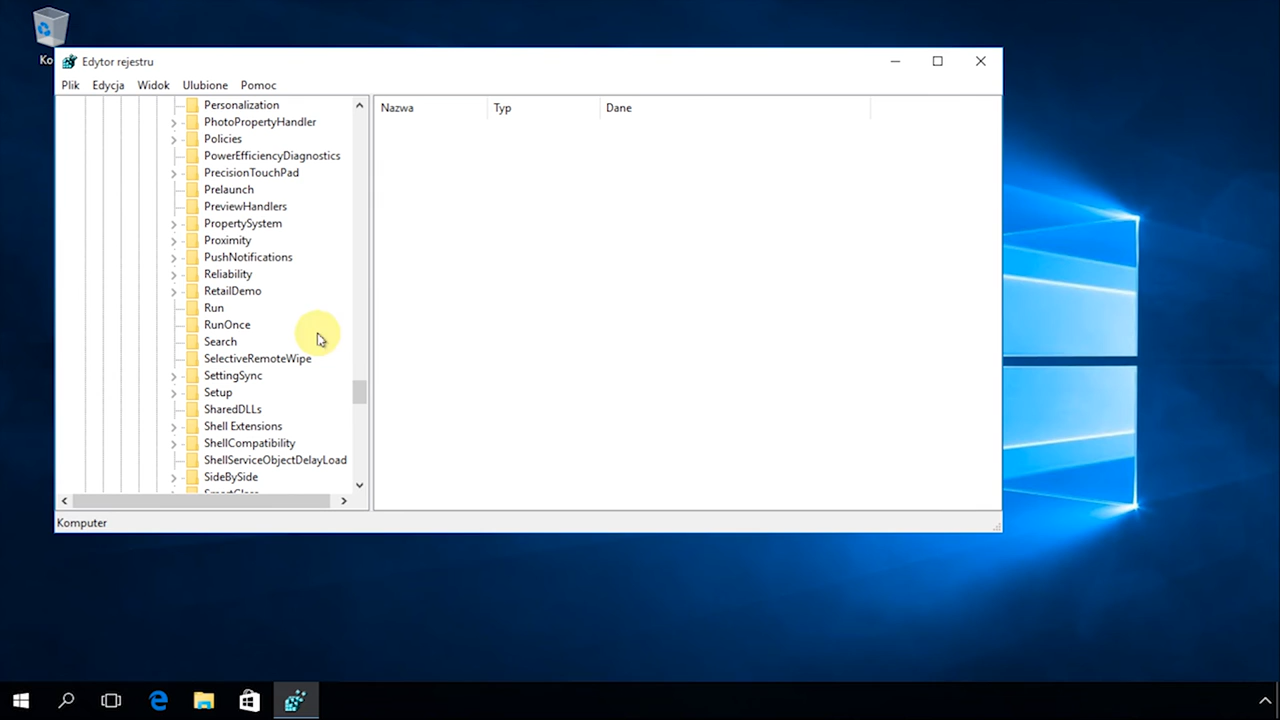 Ko
Edytor rejestru
Plik Edycja Widok Ulubione Pomoc
Nazwa Typ Dane
Personalization
PhotoPropertyHandler
Policies
PowerEfficiencyDiagnostics
PrecisionTouchPad
Prelaunch
PreviewHandlers
PropertySystem
Proximity
PushNotifications
Reliability
RetailDemo
Run
RunOnce
Search
SelectiveRemoteWipe
SettingSync
Setup
SharedDLLs
Shell Extensions
ShellCompatibility
ShellServiceObjectDelayLoad
SideBySide
Komputer